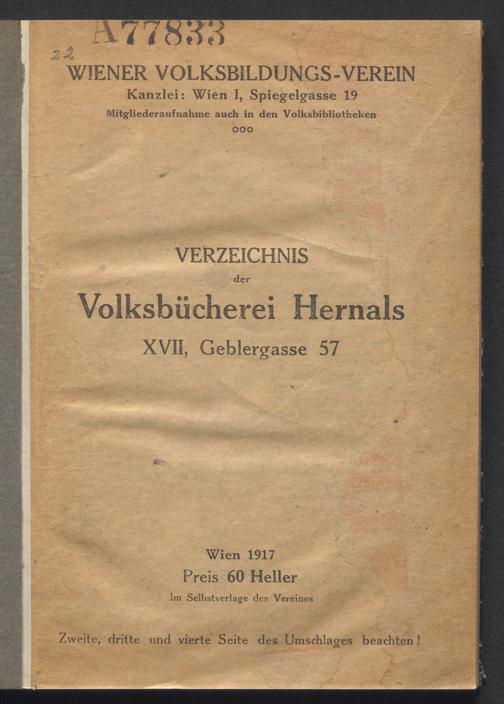 A77833
22
WIENER VOLKSBILDUNGS-VEREIN
Kanzlei: Wien I, Spiegelgasse 19
Mitgliederaufnahme auch in den Volksbibliotheken
ooo
VERZEICHNIS
der
Volksbücherei Hernals
XVII, Geblergasse 57
Wien 1917
Preis 60 Heller
Im Selbstverlage des Vereines
Zweite, dritte und vierte Seite des Umschlages beachten!